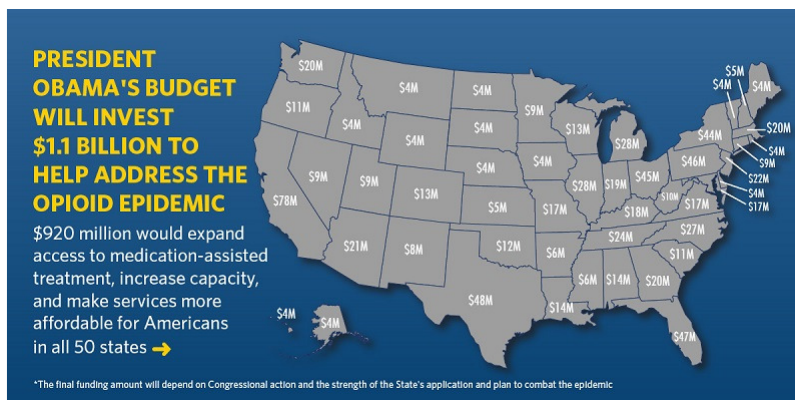 PRESIDENT
OBAMA'S BUDGET
WILL INVEST
$1.1 BILLION TO
HELP ADDRESS THE
OPIOID EPIDEMIC
$920 million would expand
access to medication-assisted
treatment, increase capacity,
and make services more
affordable for Americans
in all 50 states
$20M
$11M
$78M
$9M
$4M
$4M
$4M
$9M
$21M
$13M
$8M
$4M
$4M
$4M
$5M
$12M
$48M
$9M
$4M
$17M
$6M
$14M
$13M
$28M
$28M
$19M
$45M
$18M
$24M
$6M
$14M
$20M
$47M
$11M
$27M
$17M
$10M
$46M
$44M
$4M
$5M
$4M
$20M
$4M
$9M
$22M
$4M
$17M
$4M
$4M
*The final funding amount will depend on Congressional action and the strength of the State's application and plan to combat the epidemic